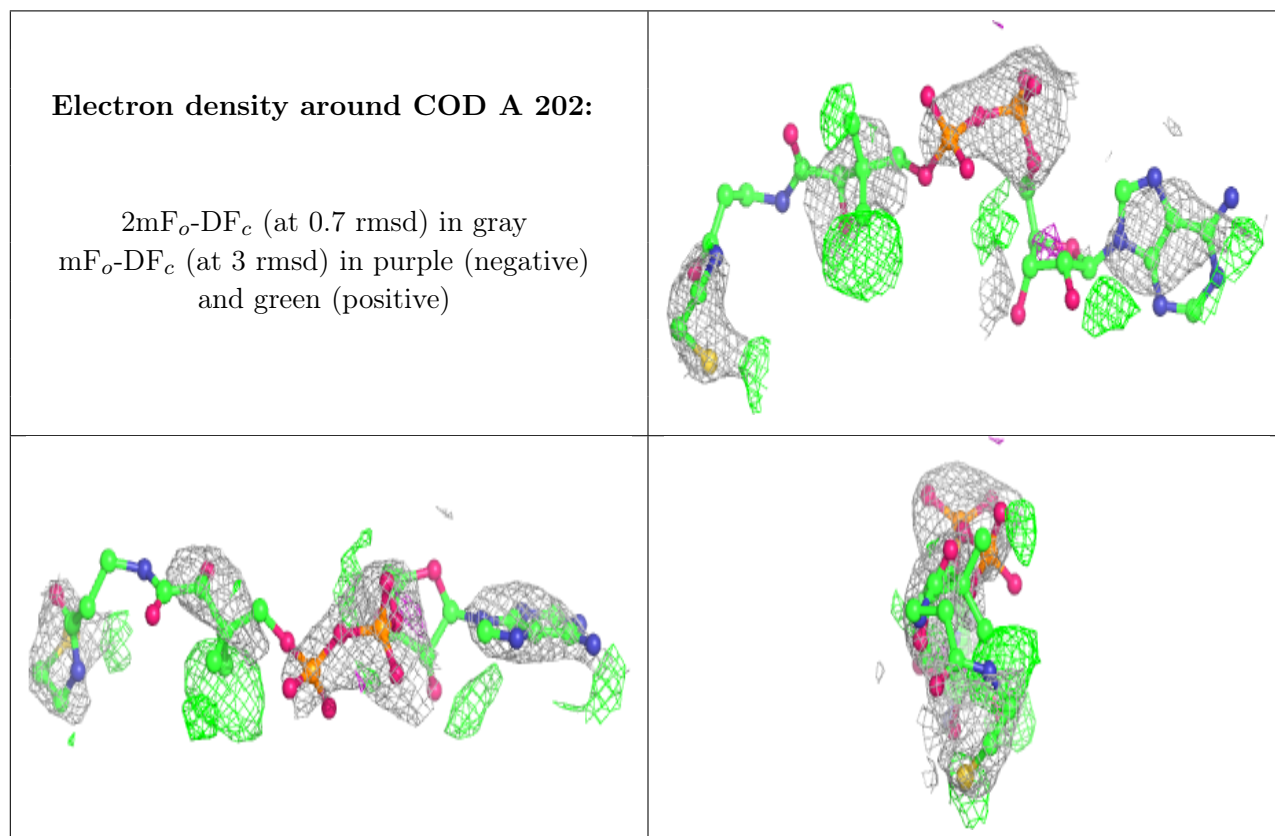 Electron density around COD A 202:
2mFo-DFc (at 0.7 rmsd) in gray
mFo-DFc (at 3 rmsd) in purple (negative)
and green (positive)